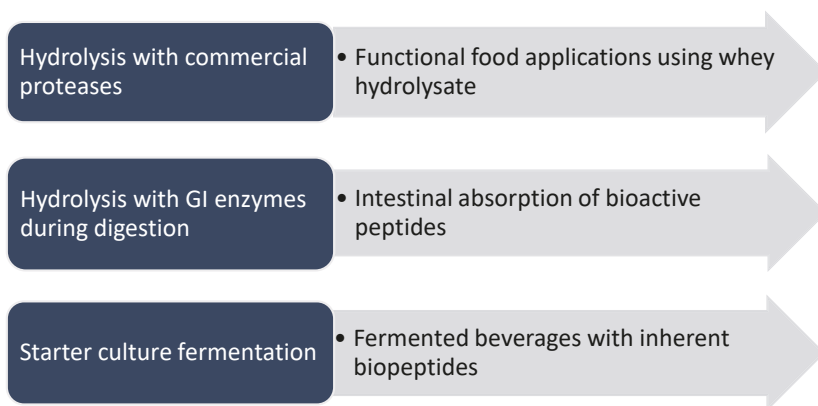 Hydrolysis with commercial
proteases
• Functional food applications using whey
hydrolysate
Hydrolysis with GI enzymes
during digestion
• Intestinal absorption of bioactive
peptides
Starter culture fermentation
• Fermented beverages with inherent
biopeptides